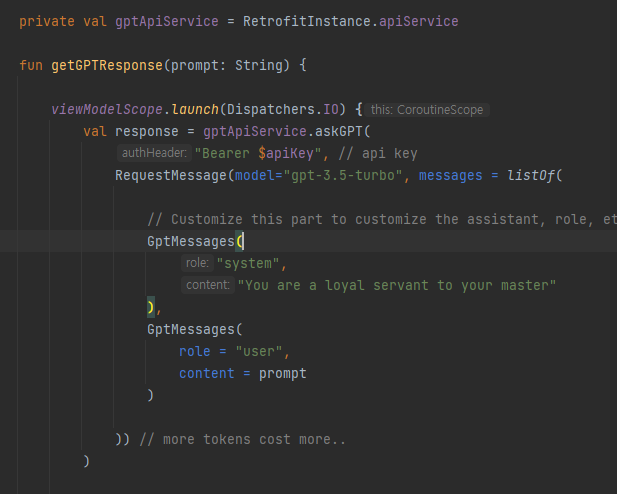 private val gptApiService = RetrofitInstance.apiService
fun getGPTResponse(prompt: String) {
viewModelScope.launch(Dispatchers.IO) { this: CoroutineScope
val response = gptApiService.askGPT(
authHeader: "Bearer $apiKey", // api key
RequestMessage(model="gpt-3.5-turbo", messages = listOf(
// Customize this part to customize the assistant, role, et
GptMessages(
role: "system",
content: "You are a loyal servant to your master"
),
GptMessages(
role = "user",
content = prompt
)
)) // more tokens cost more..
)